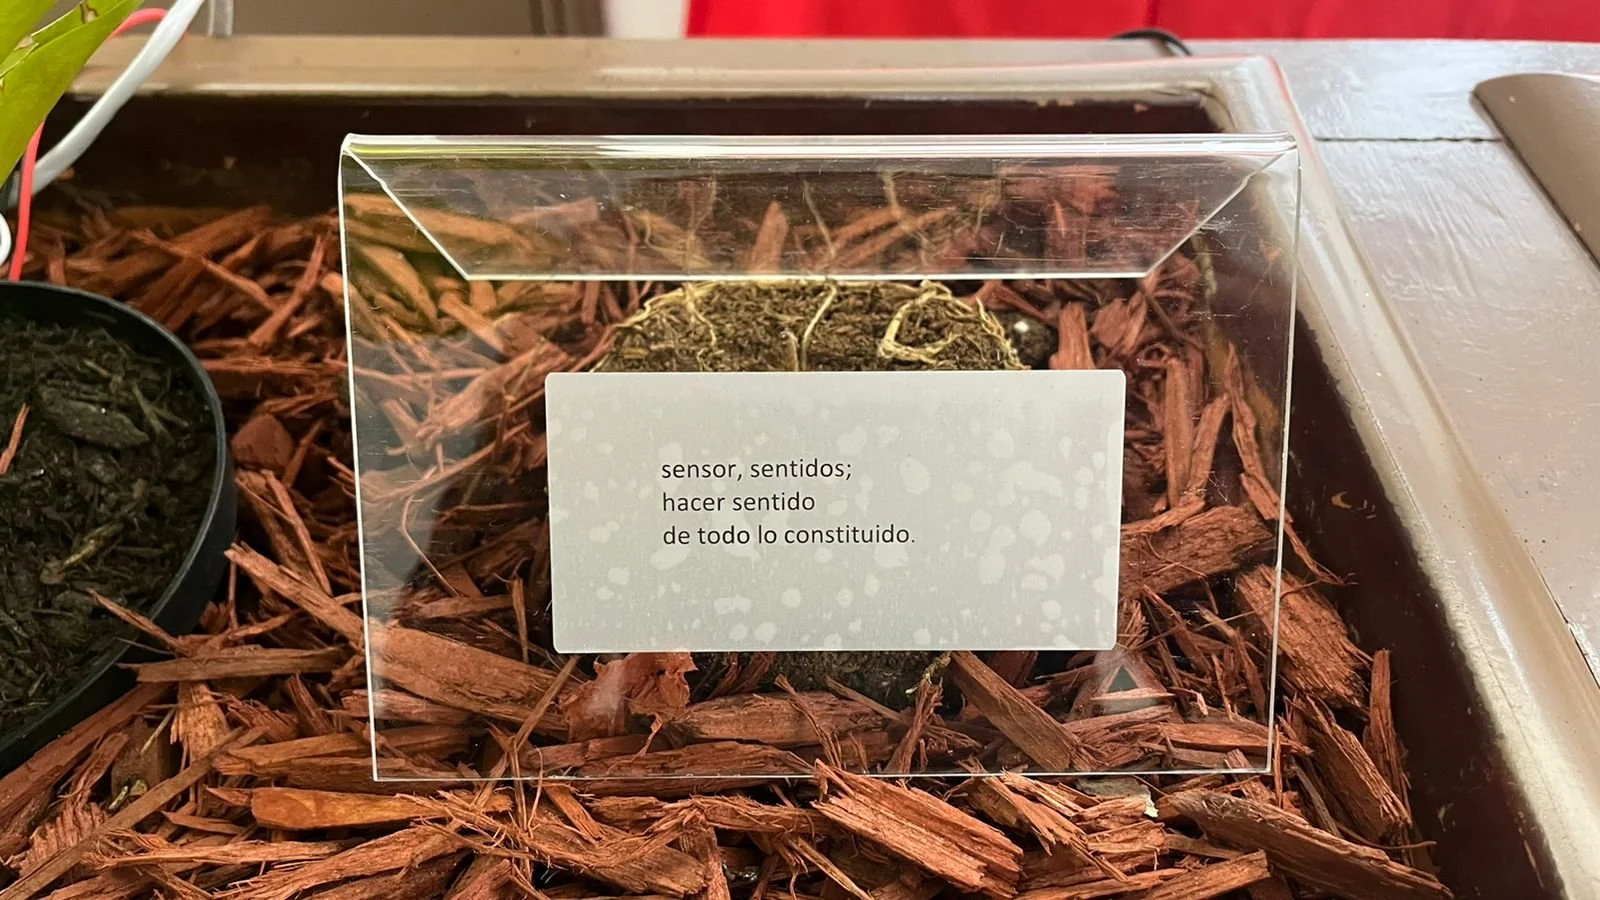 sensor, sentidos;
hacer sentido
de todo lo constituido.